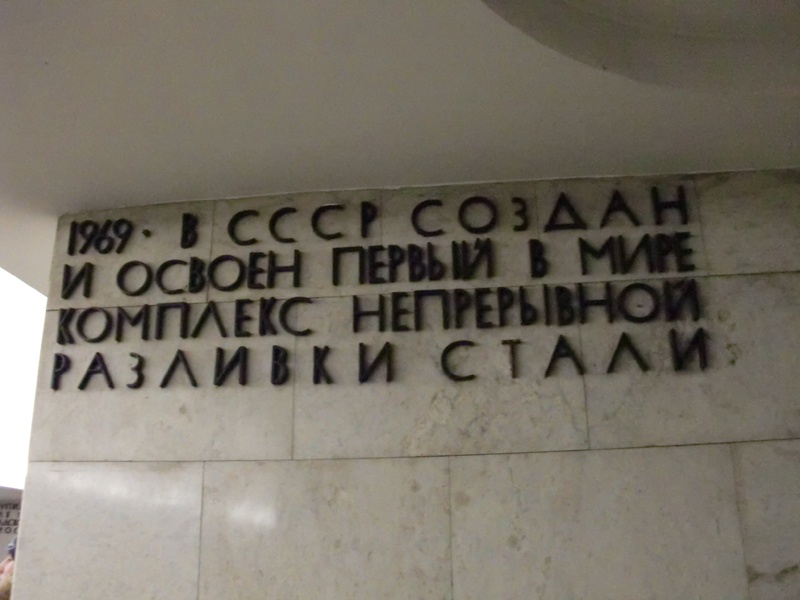 1969· В СССР СОЗДАН
И ОСВОЕН ПЕРВЫЙ В МИРЕ
КОМПЛЕКС НЕПРЕРЫВНОЙ
РАЗЛИВКИ СТАЛИ